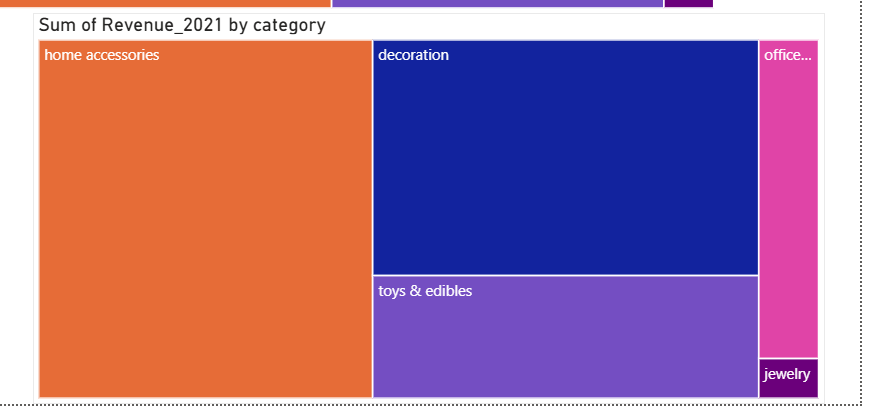 Sum of Revenue_2021 by category
home accessories
decoration
office...
toys & edibles
jewelry